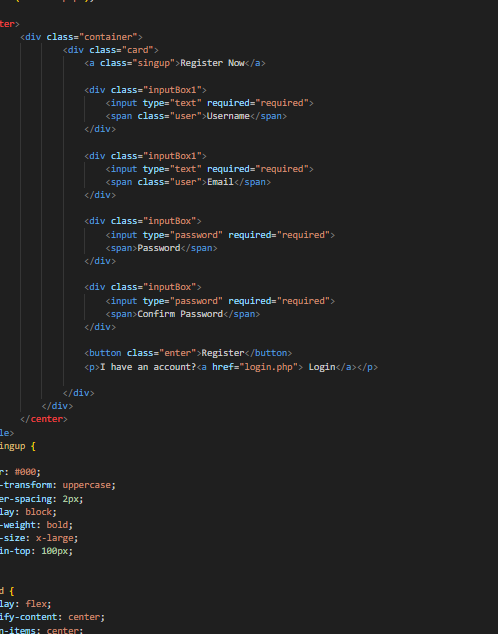 ter>
<div class="container">
<div class="card">
<a class="singup">Register Now</a>
<div class="inputBox1">
<input type="text" required="required">
<span class="user">Username</span>
</div>
<div class="inputBox1">
<input type="text" required="required">
<span class="user">Email</span>
</div>
<div class="inputBox">
<input type="password" required="required">
<span>Password</span>
</div>
<div class="inputBox">
<input type="password" required="required">
<span>Confirm Password</span>
</div>
<button class="enter">Register</button>
<p>I have an account?<a href="login.php"> Login</a></p>
</div>
</div>
</center>
le>
ingup {
r: #000;
-transform: uppercase;
er-spacing: 2px;
lay: block;
-weight: bold;
-size: x-large;
in-top: 100px;
d {
lay: flex;
ify-content: center;
n-items: center;